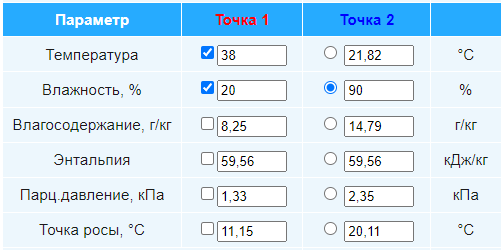 Параметр Точка 1 Точка 2
Температура 38 21,82 °C
Влажность, % 20 90 %
Влагосодержание, г/кг 8,25 14,79 г/кг
Энтальпия 59,56 59,56 кДж/кг
Парц.давление, кПа 1,33 2,35 кПа
Точка росы, °C 11,15 20,11 °C